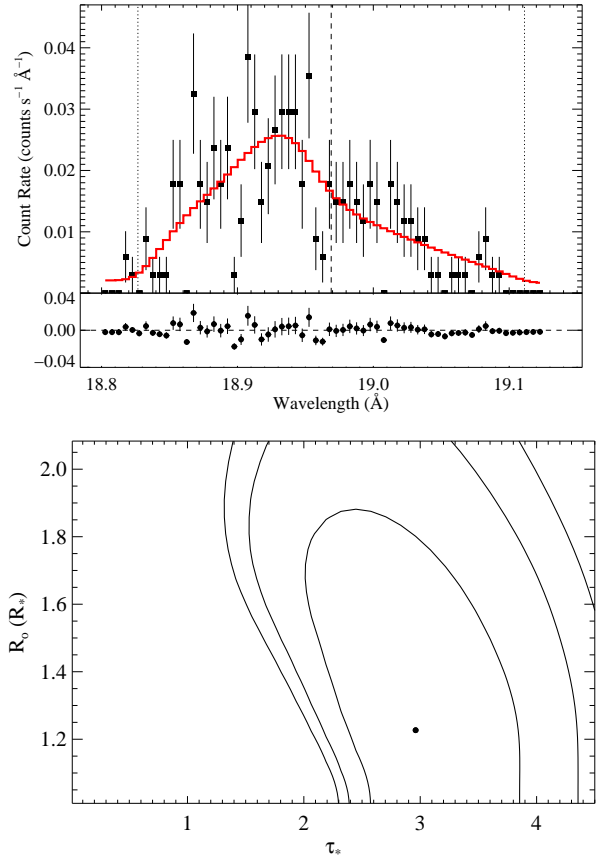 0.04
0.03
0.02
0.01
Count Rate (counts s⁻¹ Å⁻¹)
0.04
0.00
−0.04
18.8 18.9 19.0 19.1
Wavelength (Å)
2.0
1.8
1.6
1.4
1.2
R₀ (R*)
1 2 3 4
τ*